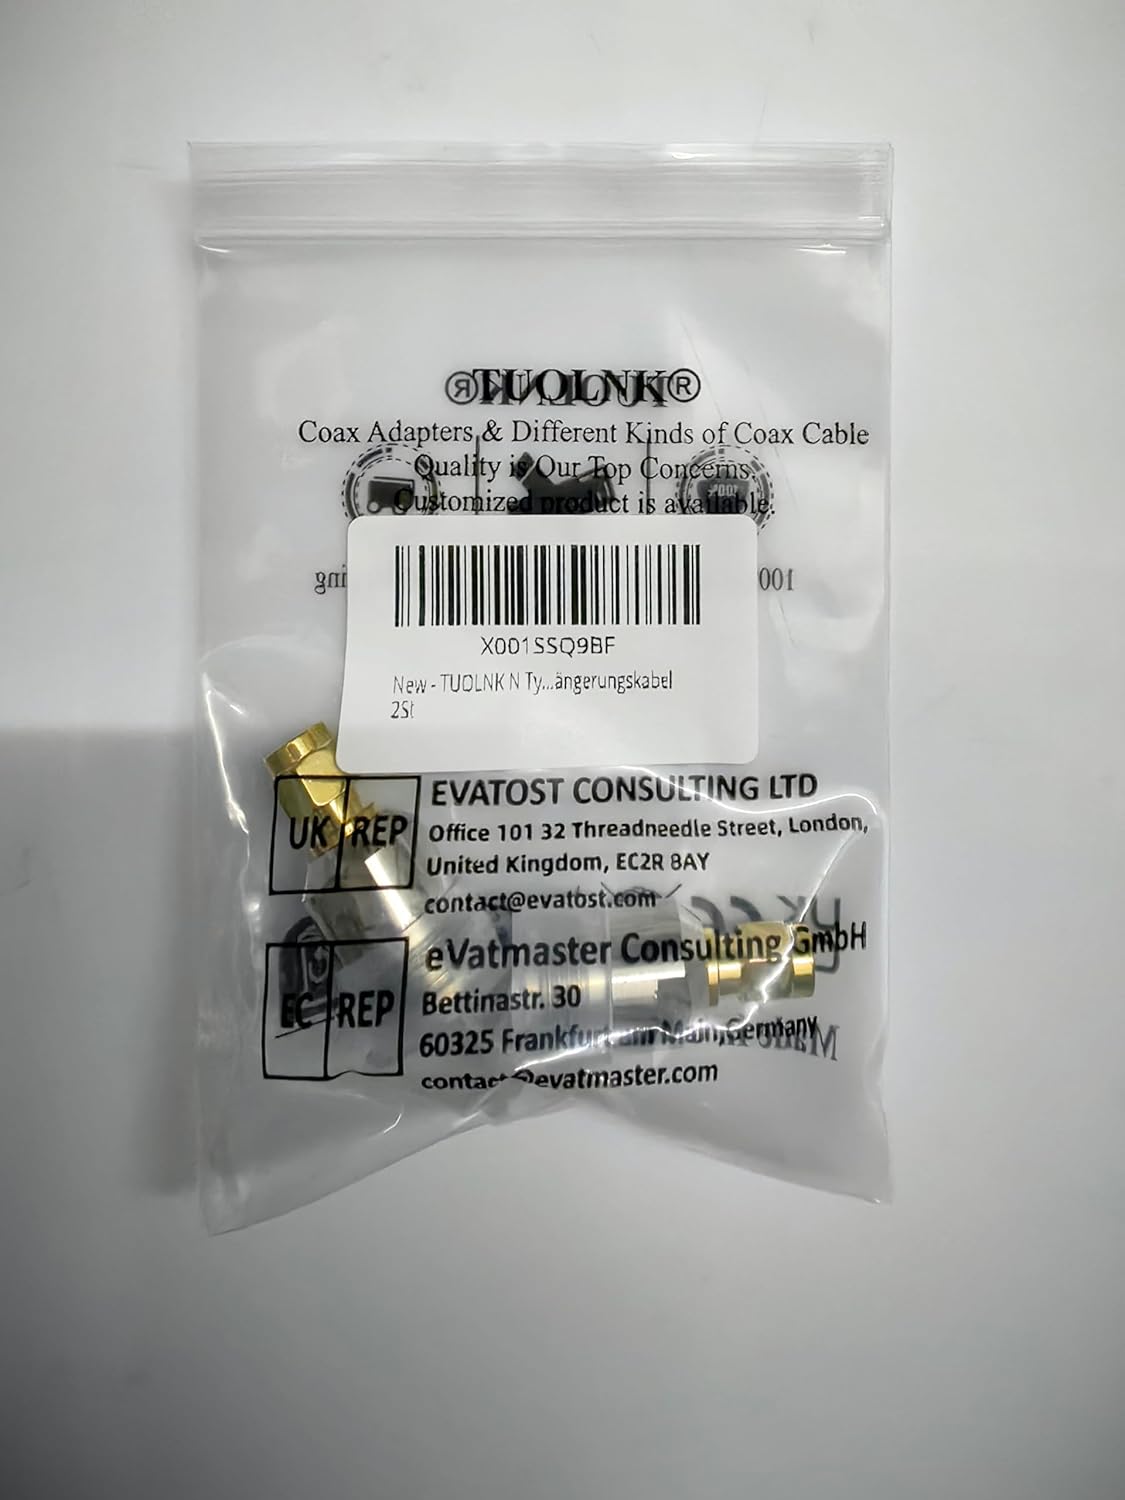 TUOLNK®
Coax Adapters & Different Kinds of Coax Cable
Quality is Our Top Concerns.
Customized product is available.
X001SSQ9BF
New - TUOLNK N Ty...ängerungskabel
2St
UK REP
EVATOST CONSULTING LTD
Office 101 32 Threadneedle Street, London,
United Kingdom, EC2R 8AY
contact@evatost.com
EC REP
eVatmaster Consulting GmbH
Bettinastr. 30
60325 Frankfurt am Main,Germany
contact@evatmaster.com